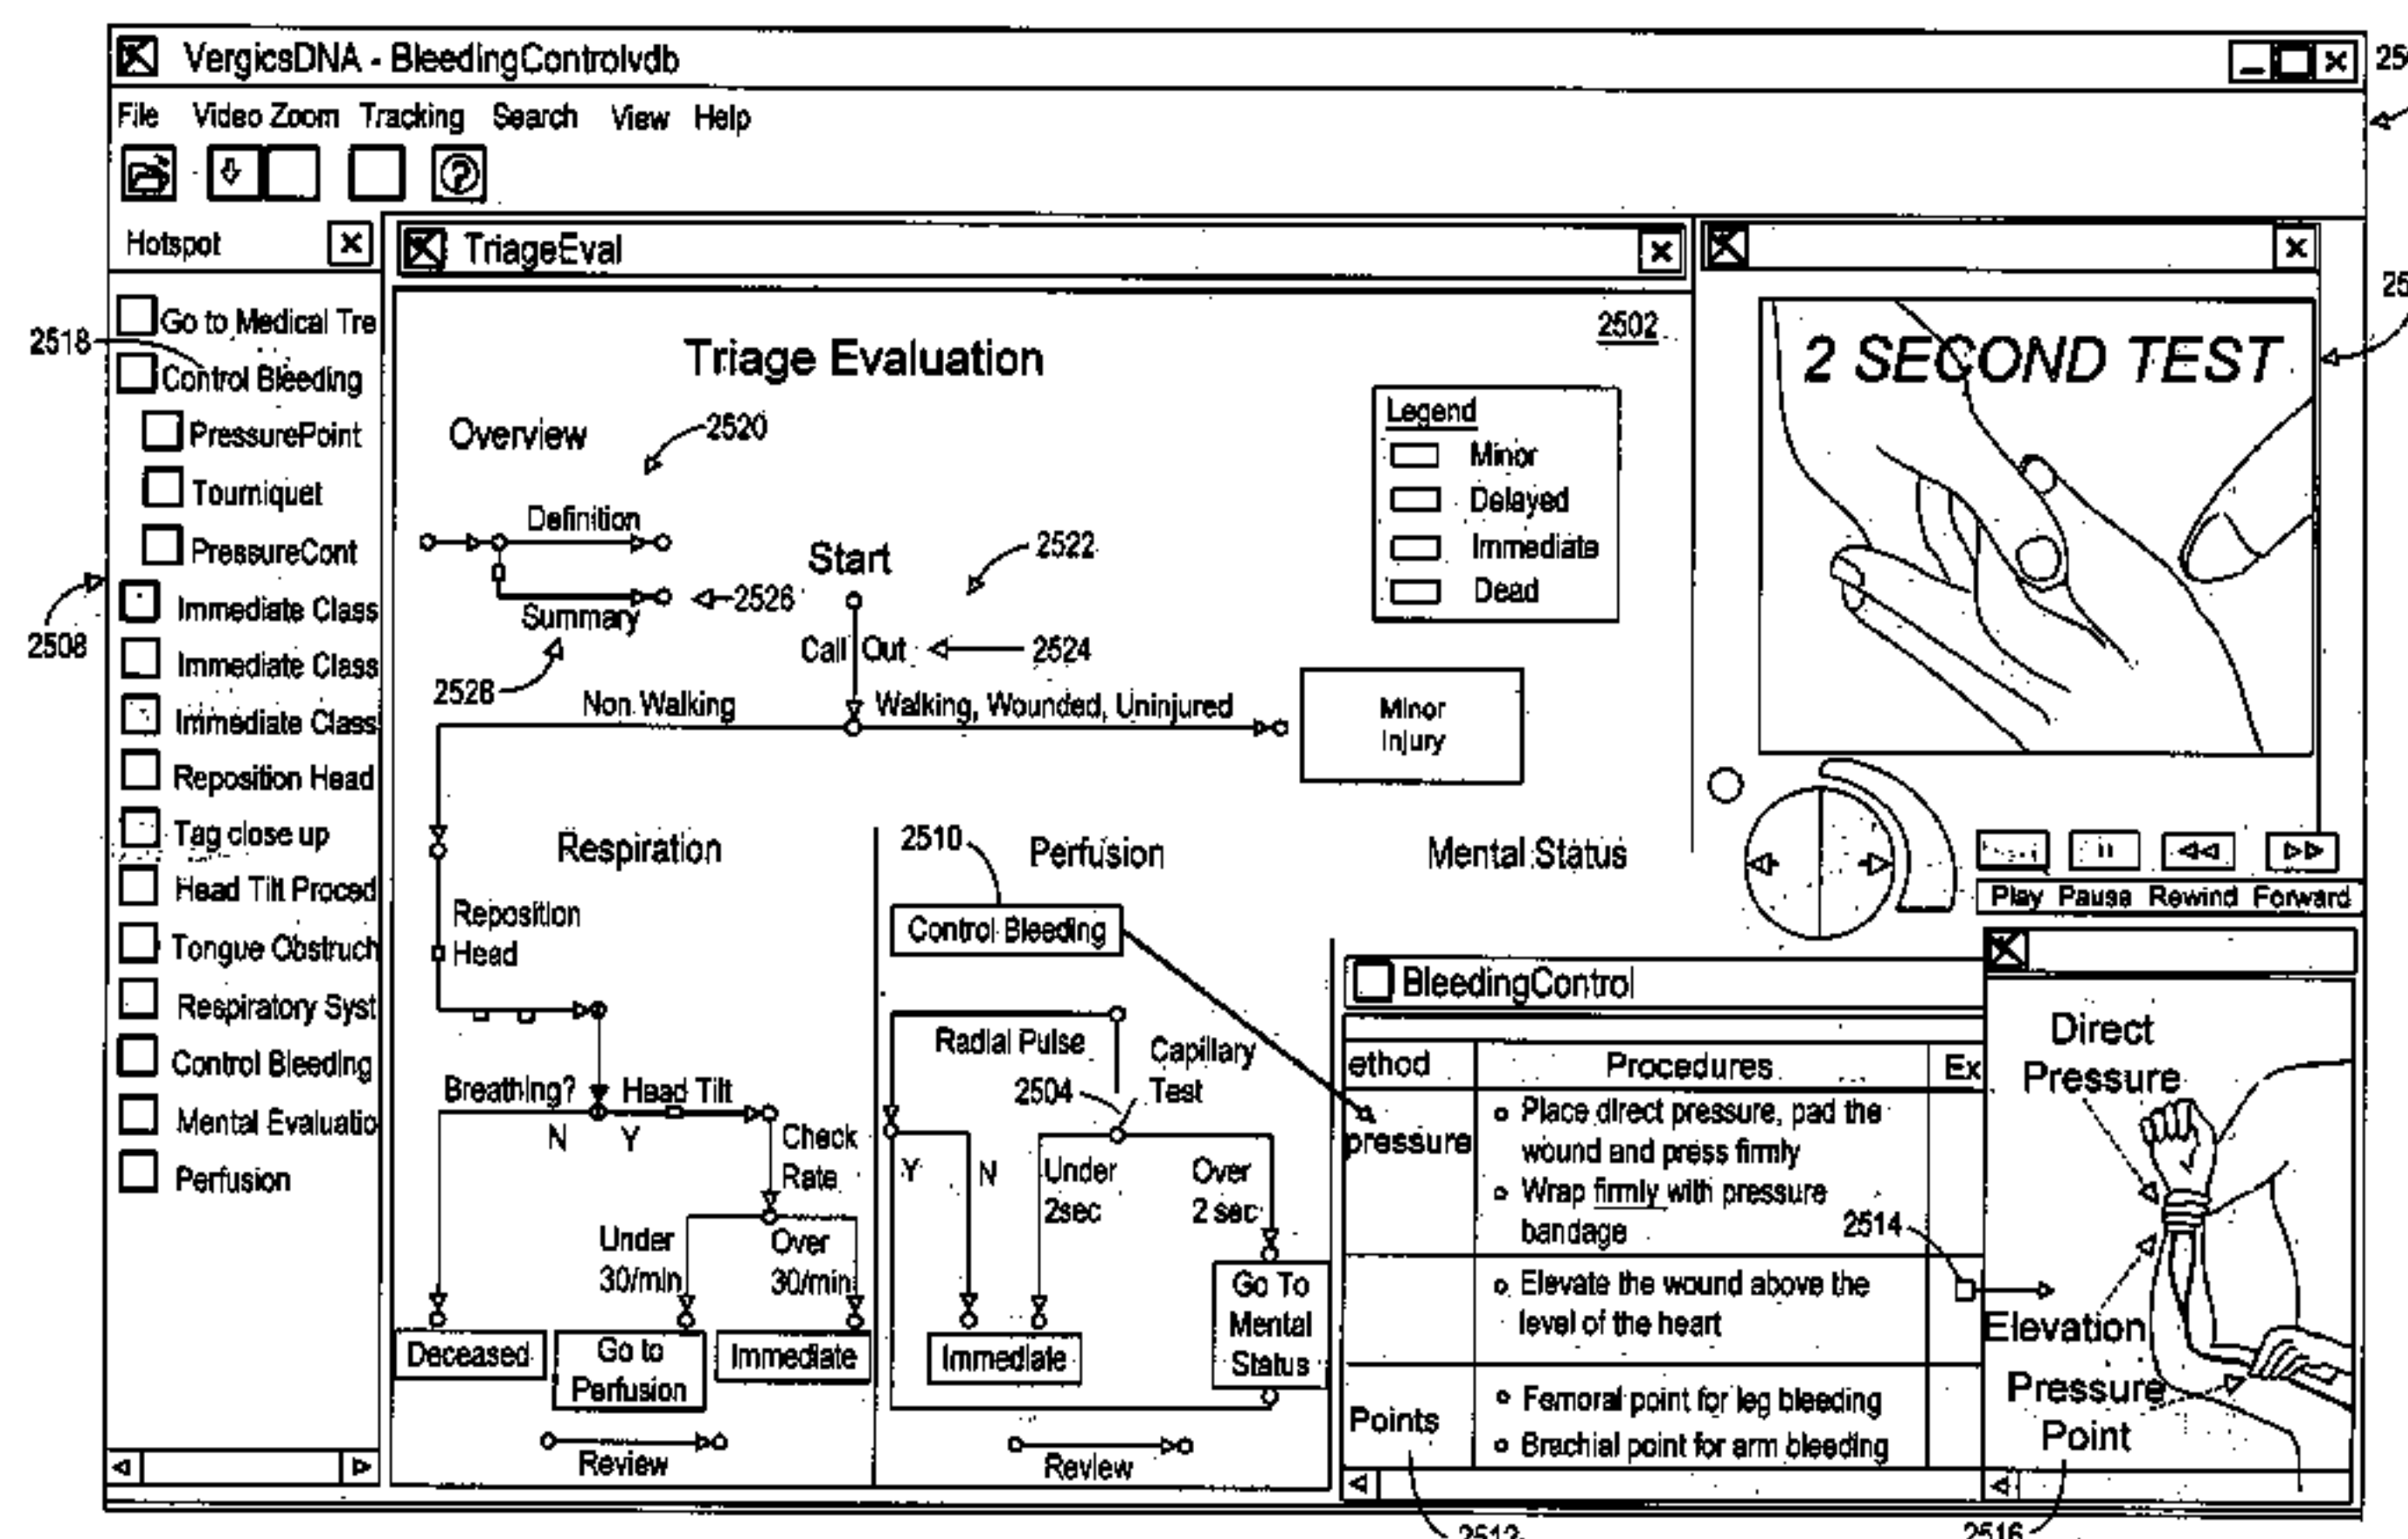 VergicsDNA - BleedingControlvdb
File Video Zoom Tracking Search View Help
Hotspot
Go to Medical Tre
Control Bleeding
PressurePoint
Tourniquet
PressureCont
Immediate Class
Immediate Class
Immediate Class
Reposition Head
Tag close up
Head Tilt Proced
Tongue Obstruch
Respiratory Syst
Control Bleeding
Mental Evaluatio
Perfusion
2518
2508
TriageEval
2502
Triage Evaluation
Overview
2520
Definition
Summary
2526
2528
Start
2522
Call Out
2524
Legend
Minor
Delayed
Immediate
Dead
Non Walking
Walking, Wounded, Uninjured
Minor
Injury
Respiration
Reposition
Head
Breathing?
Head Tilt
N
Y
Check
Rate
Under
30/min
Over
30/min
Deceased
Go to
Perfusion
Immediate
Review
2510
Perfusion
Control Bleeding
Radial Pulse
Capillary
Test
2504
Y
N
Under
2sec
Over
2 sec
Immediate
Go To
Mental
Status
Review
Mental Status
2 SECOND TEST
Play Pause Rewind Forward
BleedingControl
ethod
Procedures
Ex
pressure
Place direct pressure, pad the
wound and press firmly
Wrap firmly with pressure
bandage
2514
Elevate the wound above the
level of the heart
Points
Femoral point for leg bleeding
Brachial point for arm bleeding
Direct
Pressure
Elevation
Pressure
Point
2512
2516